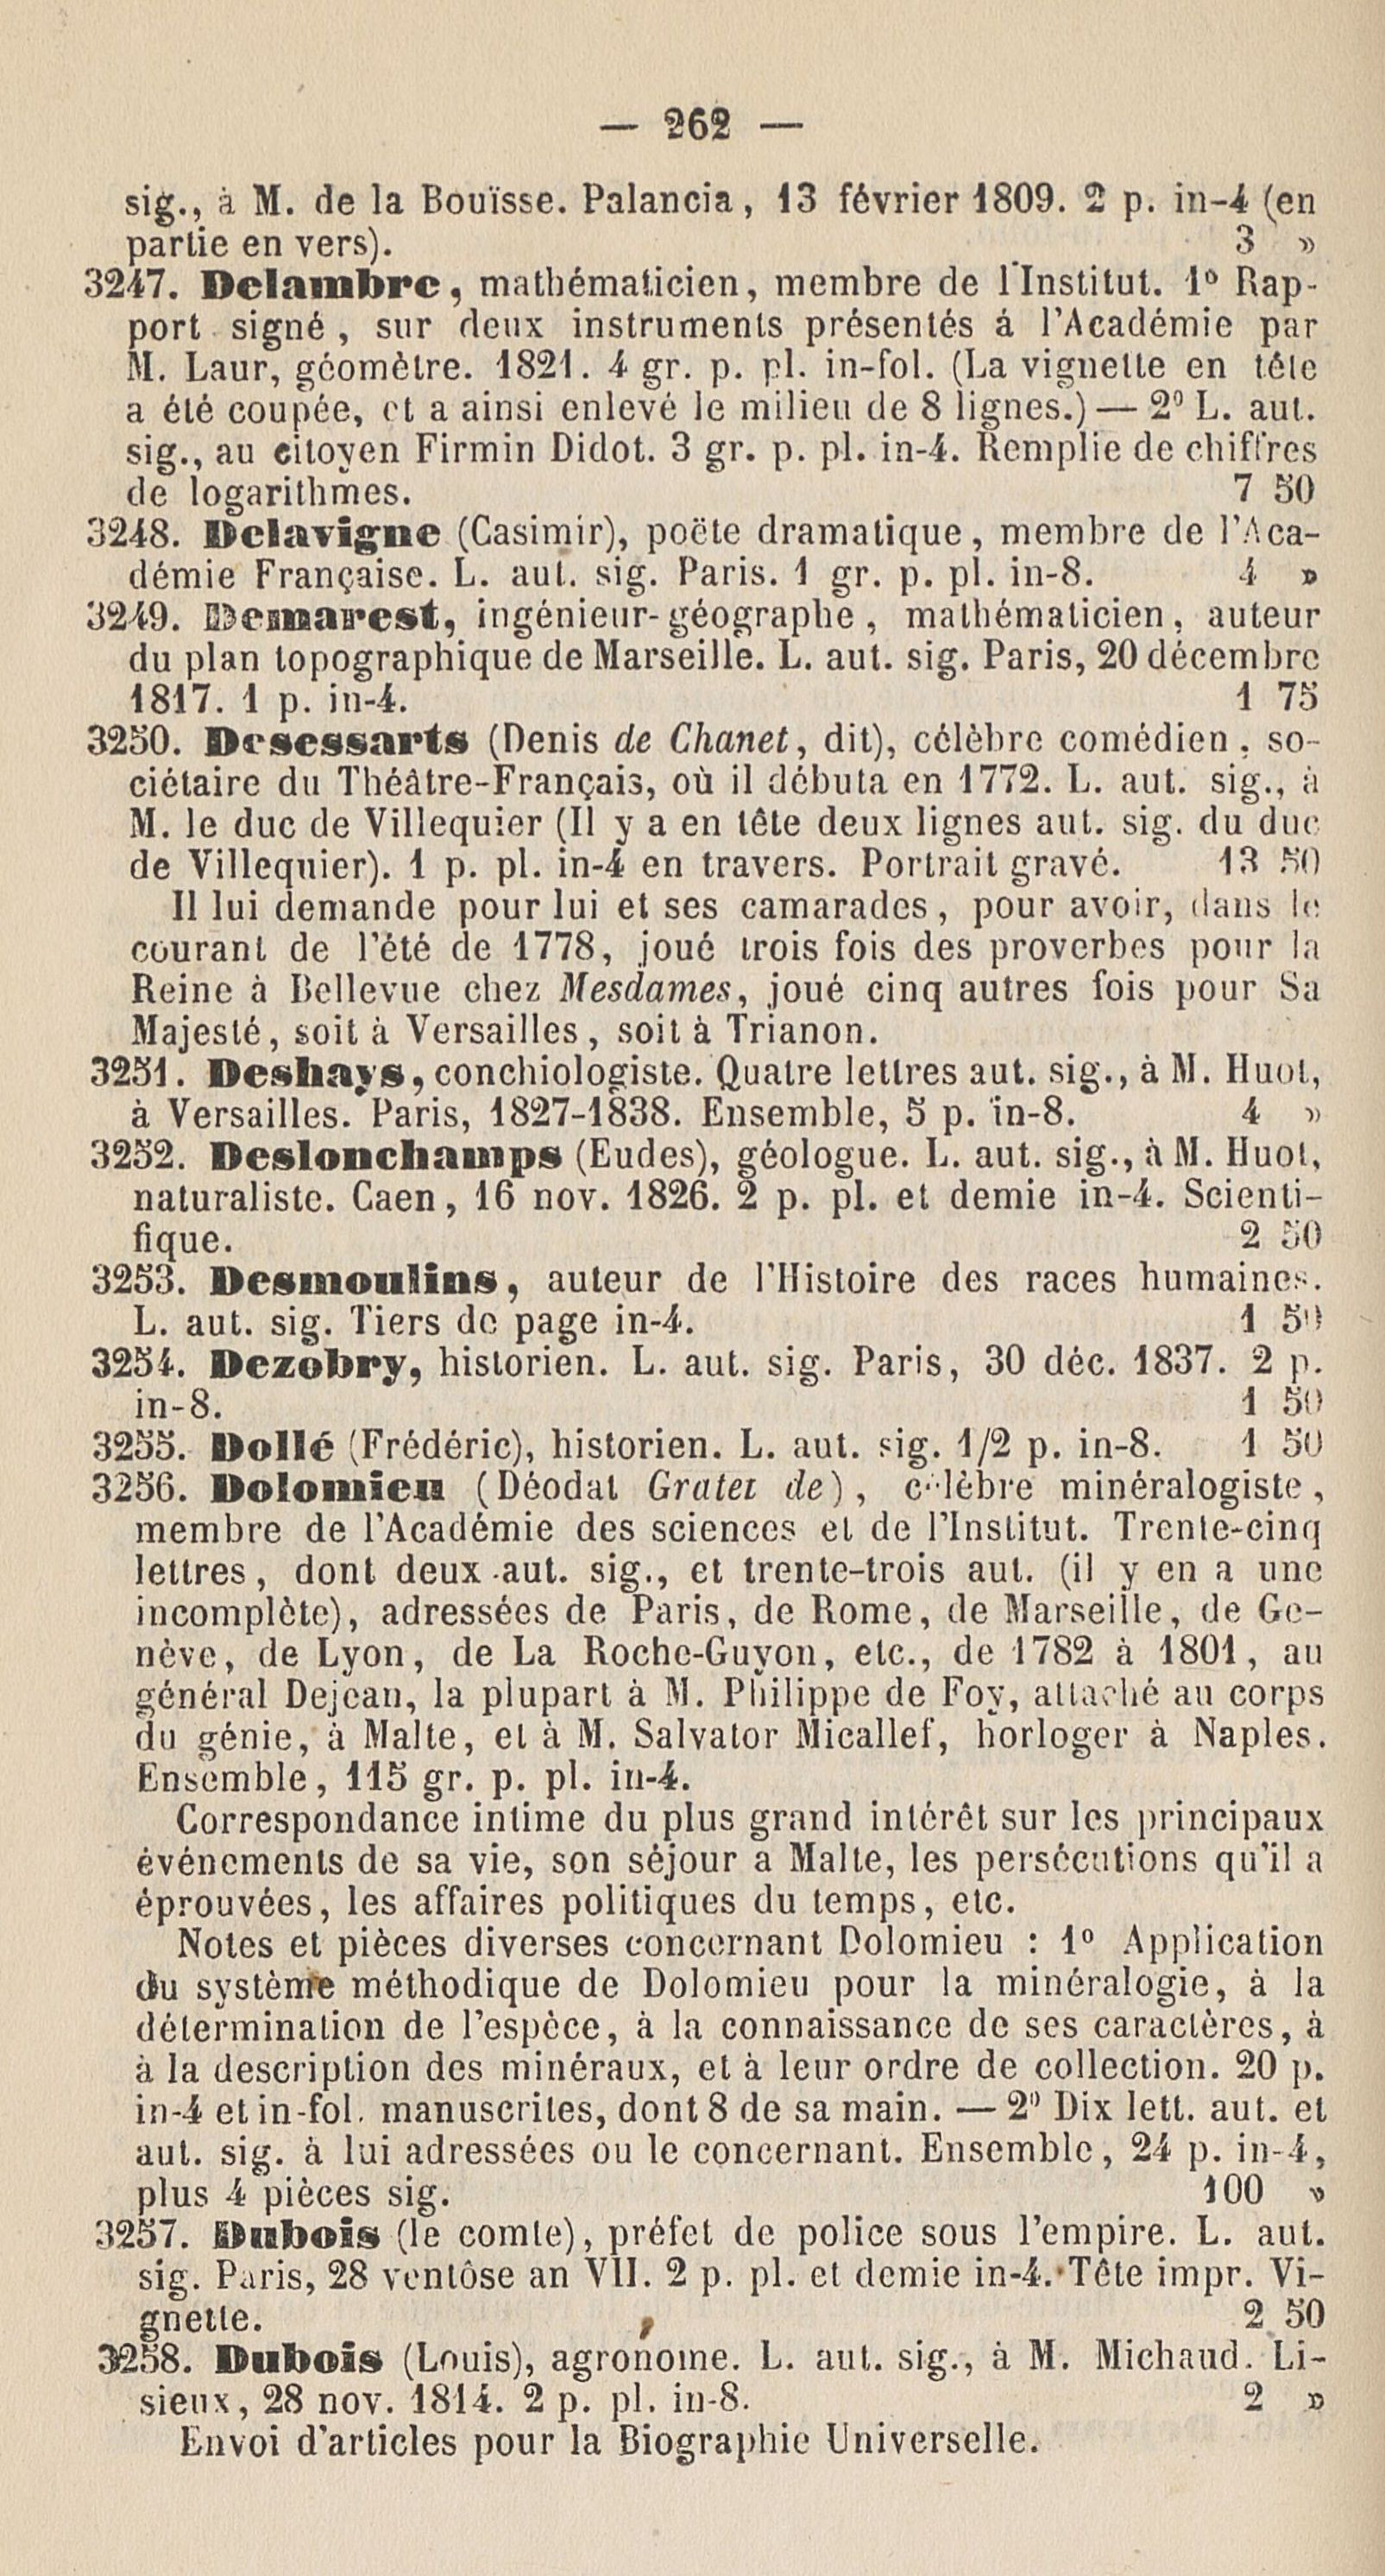 — 262 —
sig., à M. de la Bouïsse. Palancia, 13 février 1809. 2 p. in-4 (en
partie en vers). 3 »
3247. Delambre, mathématicien, membre de l'Institut. 1º Rap-
port signé, sur deux instruments présentés á l'Académie par
M. Laur, géomètre. 1821. 4 gr. p. pl. in-fol. (La vignette en tête
a été coupée, et a ainsi enlevé le milieu de 8 lignes.) — 2º L. aut.
sig., au citoyen Firmin Didot. 3 gr. p. pl. in-4. Remplie de chiffres
de logarithmes. 7 50
3248. Delavigne (Casimir), poëte dramatique, membre de l'Aca-
démie Française. L. aut. sig. Paris. 1 gr. p. pl. in-8. 4 »
3249. Demarest, ingénieur-géographe, mathématicien, auteur
du plan topographique de Marseille. L. aut. sig. Paris, 20 décembre
1817. 1 p. in-4. 1 75
3250. Desessarts (Denis de Chanet, dit), célèbre comédien, so-
ciétaire du Théâtre-Français, où il débuta en 1772. L. aut. sig., à
M. le duc de Villequier (Il y a en tête deux lignes aut. sig. du duc
de Villequier). 1 p. pl. in-4 en travers. Portrait gravé. 13 50
Il lui demande pour lui et ses camarades, pour avoir, dans le
courant de l'été de 1778, joué trois fois des proverbes pour la
Reine à Bellevue chez Mesdames, joué cinq autres fois pour Sa
Majesté, soit à Versailles, soit à Trianon.
3251. Deshays, conchiologiste. Quatre lettres aut. sig., à M. Huot,
à Versailles. Paris, 1827-1838. Ensemble, 5 p. in-8. 4 »
3252. Deslonchamps (Eudes), géologue. L. aut. sig., à M. Huot,
naturaliste. Caen, 16 nov. 1826. 2 p. pl. et demie in-4. Scienti-
fique. 2 50
3253. Desmoulins, auteur de l'Histoire des races humaines.
L. aut. sig. Tiers de page in-4. 1 50
3254. Dezobry, historien. L. aut. sig. Paris, 30 déc. 1837. 2 p.
in-8. 1 50
3255. Dollé (Frédéric), historien. L. aut. sig. 1/2 p. in-8. 1 50
3256. Dolomieu (Déodat Gratet de), célèbre minéralogiste,
membre de l'Académie des sciences et de l'Institut. Trente-cinq
lettres, dont deux aut. sig., et trente-trois aut. (il y en a une
incomplète), adressées de Paris, de Rome, de Marseille, de Ge-
nève, de Lyon, de La Roche-Guyon, etc., de 1782 à 1801, au
général Dejean, la plupart à M. Philippe de Foy, attaché au corps
du génie, à Malte, et à M. Salvator Micallef, horloger à Naples.
Ensemble, 115 gr. p. pl. in-4.
Correspondance intime du plus grand intérêt sur les principaux
événements de sa vie, son séjour a Malte, les persécutions qu'il a
éprouvées, les affaires politiques du temps, etc.
Notes et pièces diverses concernant Dolomieu : 1º Application
du système méthodique de Dolomieu pour la minéralogie, à la
détermination de l'espèce, à la connaissance de ses caractères, à
à la description des minéraux, et à leur ordre de collection. 20 p.
in-4 et in-fol. manuscrites, dont 8 de sa main. — 2º Dix lett. aut. et
aut. sig. à lui adressées ou le concernant. Ensemble, 24 p. in-4,
plus 4 pièces sig. 100 »
3257. Dubois (le comte), préfet de police sous l'empire. L. aut.
sig. Paris, 28 ventôse an VII. 2 p. pl. et demie in-4. Tête impr. Vi-
gnette. 2 50
3258. Dubois (Louis), agronome. L. aut. sig., à M. Michaud. Li-
sieux, 28 nov. 1814. 2 p. pl. in-8. 2 »
Envoi d'articles pour la Biographie Universelle.